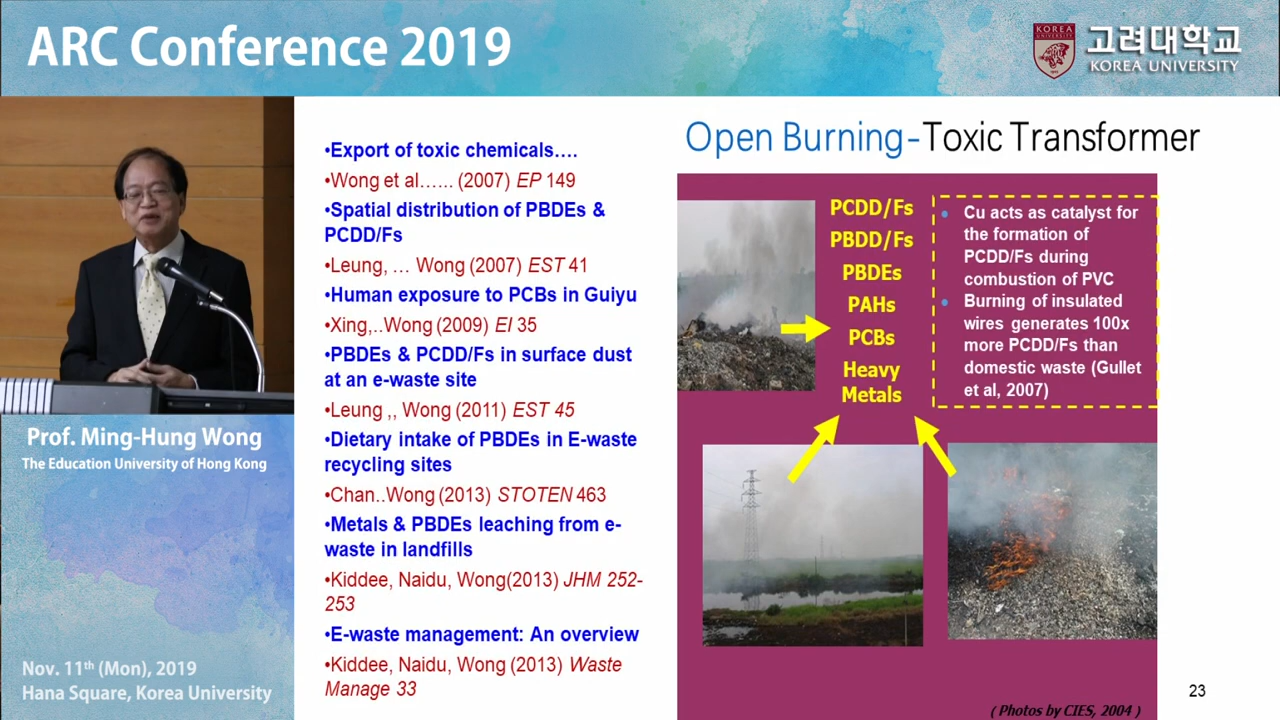 ARC Conference 2019
KOREA
UNIVERSITY
고려대학교
KOREA UNIVERSITY
Prof. Ming-Hung Wong
The Education University of Hong Kong
Nov. 11th (Mon), 2019
Hana Square, Korea University
•Export of toxic chemicals….
•Wong et al…... (2007) EP 149
•Spatial distribution of PBDEs &
PCDD/Fs
•Leung, … Wong (2007) EST 41
•Human exposure to PCBs in Guiyu
•Xing,..Wong (2009) EI 35
•PBDEs & PCDD/Fs in surface dust
at an e-waste site
•Leung ,, Wong (2011) EST 45
•Dietary intake of PBDEs in E-waste
recycling sites
•Chan..Wong (2013) STOTEN 463
•Metals & PBDEs leaching from e-
waste in landfills
•Kiddee, Naidu, Wong(2013) JHM 252-
253
•E-waste management: An overview
•Kiddee, Naidu, Wong (2013) Waste
Manage 33
Open Burning-Toxic Transformer
PCDD/Fs
PBDD/Fs
PBDEs
PAHs
PCBs
Heavy
Metals
• Cu acts as catalyst for
the formation of
PCDD/Fs during
combustion of PVC
• Burning of insulated
wires generates 100x
more PCDD/Fs than
domestic waste (Gullet
et al, 2007)
( Photos by CIES, 2004 )
23